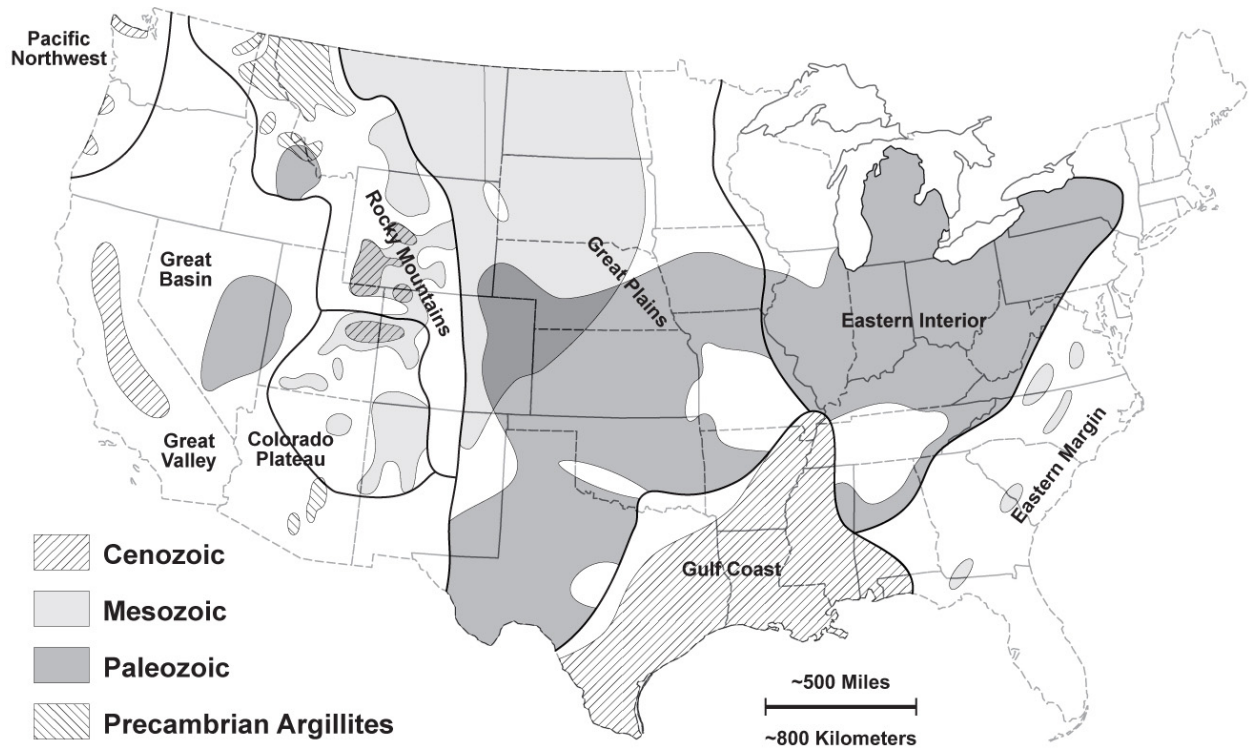 Pacific
Northwest
Rocky Mountains
Great
Basin
Great Plains
Eastern Interior
Great
Valley
Colorado
Plateau
Eastern Margin
Gulf Coast
Cenozoic
Mesozoic
Paleozoic
Precambrian Argillites
~500 Miles
~800 Kilometers